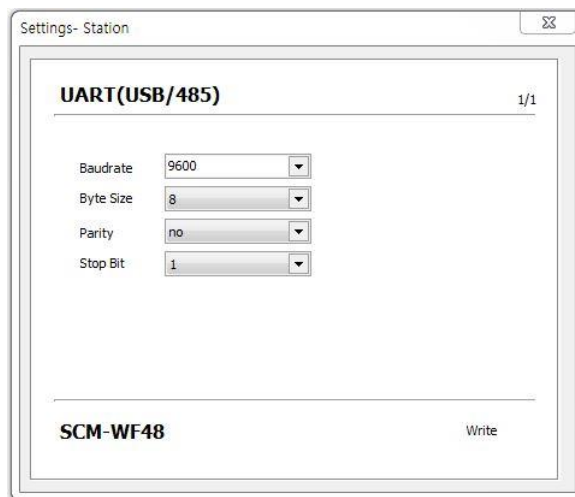 Settings- Station
UART(USB/485)
1/1
Baudrate 9600
Byte Size 8
Parity no
Stop Bit 1
SCM-WF48
Write